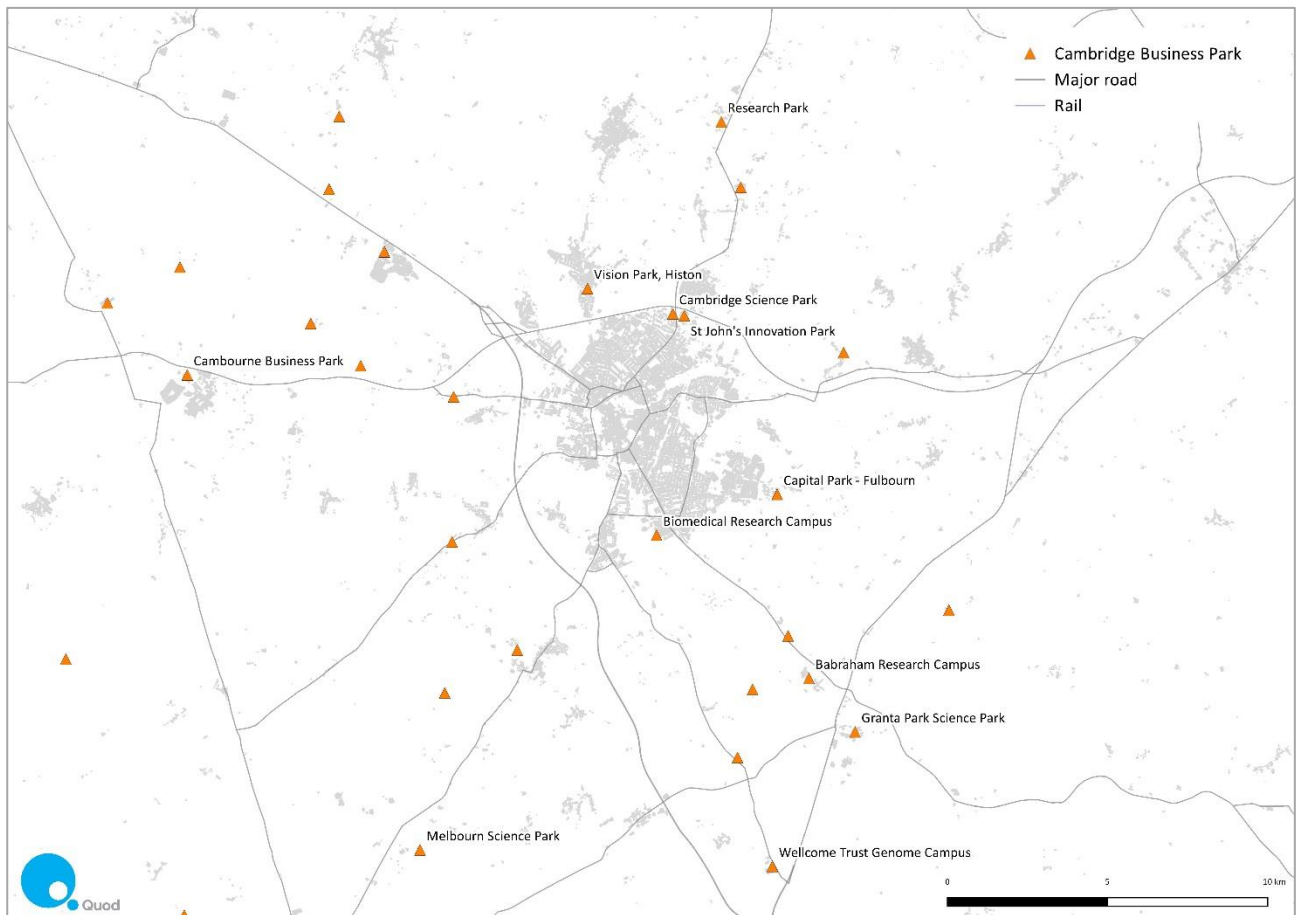 Cambridge Business Park
Major road
Rail
Research Park
Vision Park, Histon
Cambridge Science Park
St John's Innovation Park
Cambourne Business Park
Capital Park - Fulbourn
Biomedical Research Campus
Babraham Research Campus
Granta Park Science Park
Melbourn Science Park
Wellcome Trust Genome Campus
0 5 10 km
Quod